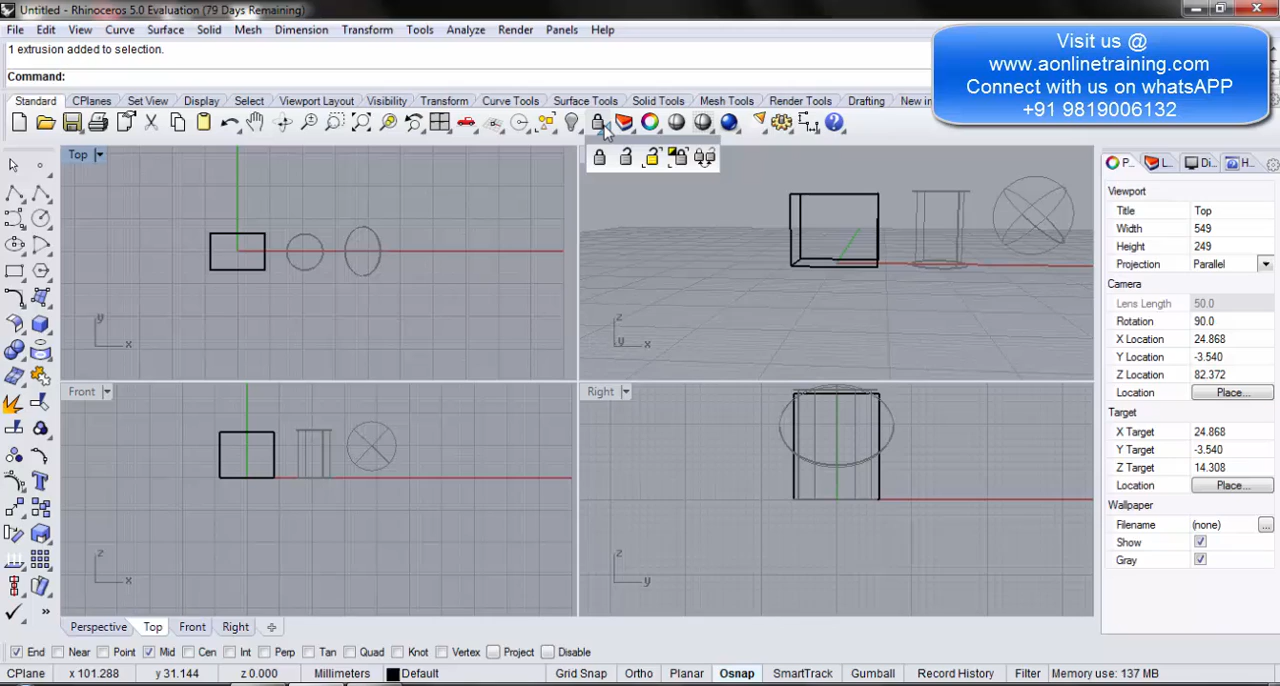 Untitled - Rhinoceros 5.0 Evaluation (79 Days Remaining)
File Edit View Curve Surface Solid Mesh Dimension Transform Tools Analyze Render Panels Help
1 extrusion added to selection.
Command:
Visit us @
www.aonlinetraining.com
Connect with us on whatsAPP
+91 9819006132
Standard CPlanes Set View Display Select Viewport Layout Visibility Transform Curve Tools Surface Tools Solid Tools Mesh Tools Render Tools Drafting New in
Top
P... L... Di... H...
Viewport
Title Top
Width 549
Height 249
Projection Parallel
Camera
Lens Length 50.0
Rotation 90.0
X Location 24.868
Y Location -3.540
Z Location 82.372
Location Place...
Target
X Target 24.868
Y Target -3.540
Z Target 14.308
Location Place...
Wallpaper
Filename (none) ...
Show
Gray
y x
z y x
Front
Right
z x
z y
Perspective Top Front Right
End Near Point Mid Cen Int Perp Tan Quad Knot Vertex Project Disable
CPlane x 101.288 y 31.144 z 0.000 Millimeters Default Grid Snap Ortho Planar Osnap SmartTrack Gumball Record History Filter Memory use: 137 MB